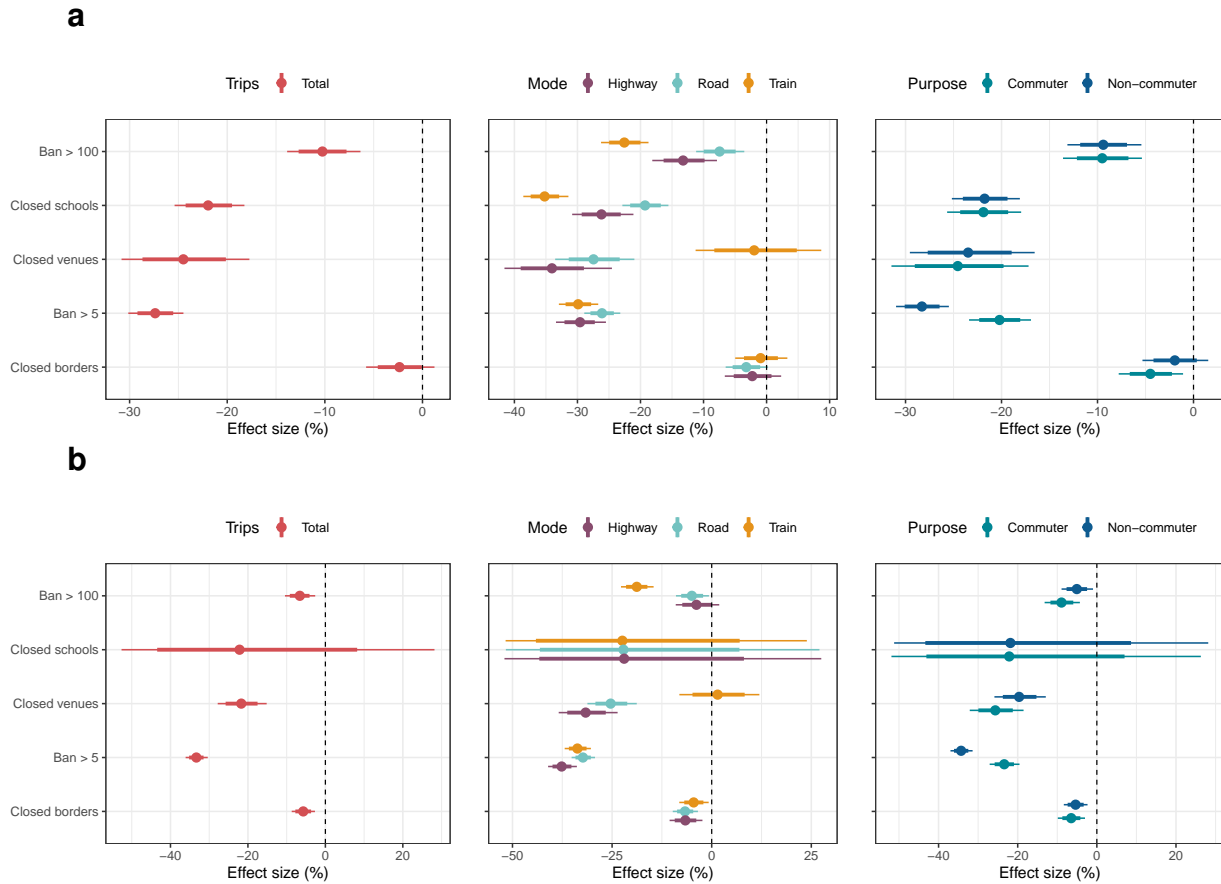 a
Trips Total
Mode Highway Road Train
Purpose Commuter Non−commuter
Ban > 100
Closed schools
Closed venues
Ban > 5
Closed borders
−30 −20 −10 0
−40 −30 −20 −10 0 10
−30 −20 −10 0
Effect size (%)
Effect size (%)
Effect size (%)
b
Trips Total
Mode Highway Road Train
Purpose Commuter Non−commuter
Ban > 100
Closed schools
Closed venues
Ban > 5
Closed borders
−40 −20 0 20
−50 −25 0 25
−40 −20 0 20
Effect size (%)
Effect size (%)
Effect size (%)